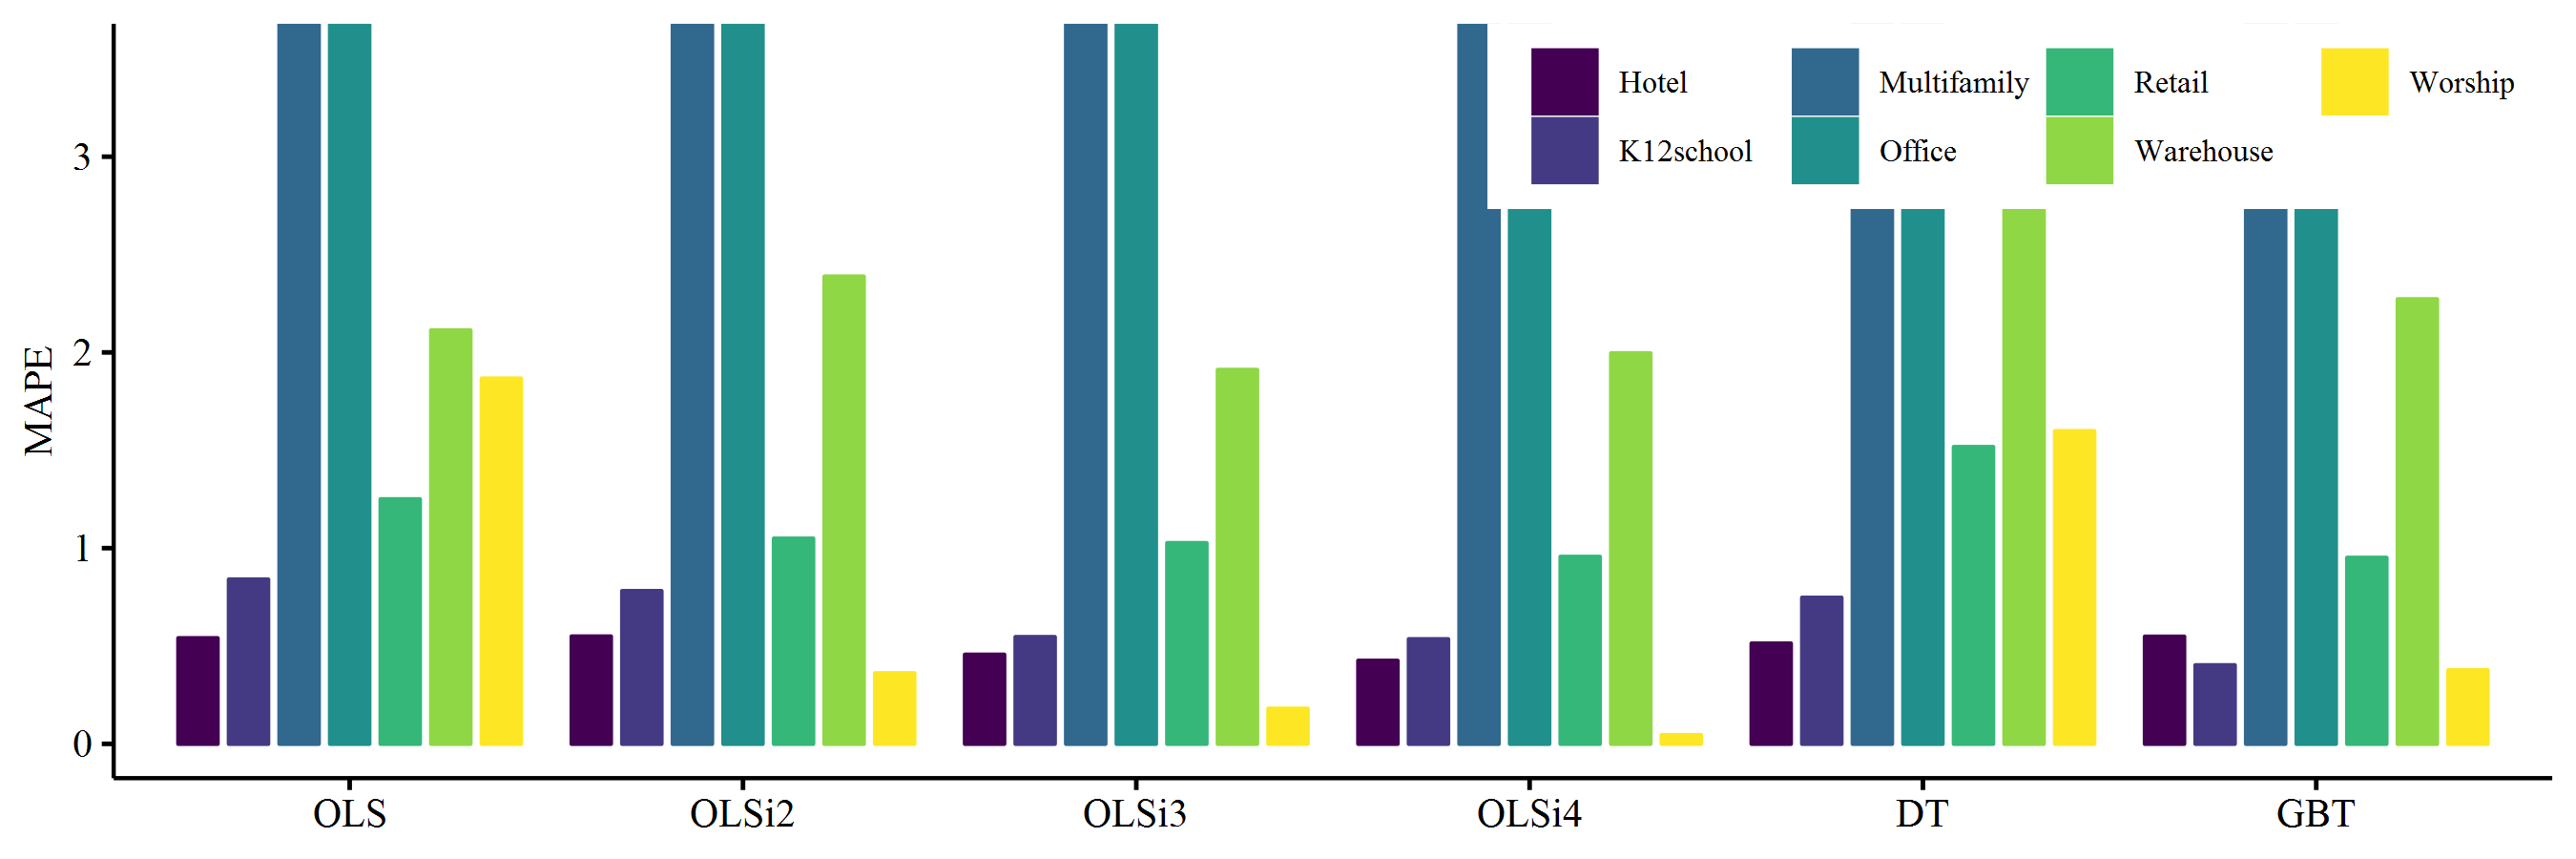 MAPE
3
2
1
0
Hotel Multifamily Retail Worship
K12school Office Warehouse
OLS OLSi2 OLSi3 OLSi4 DT GBT